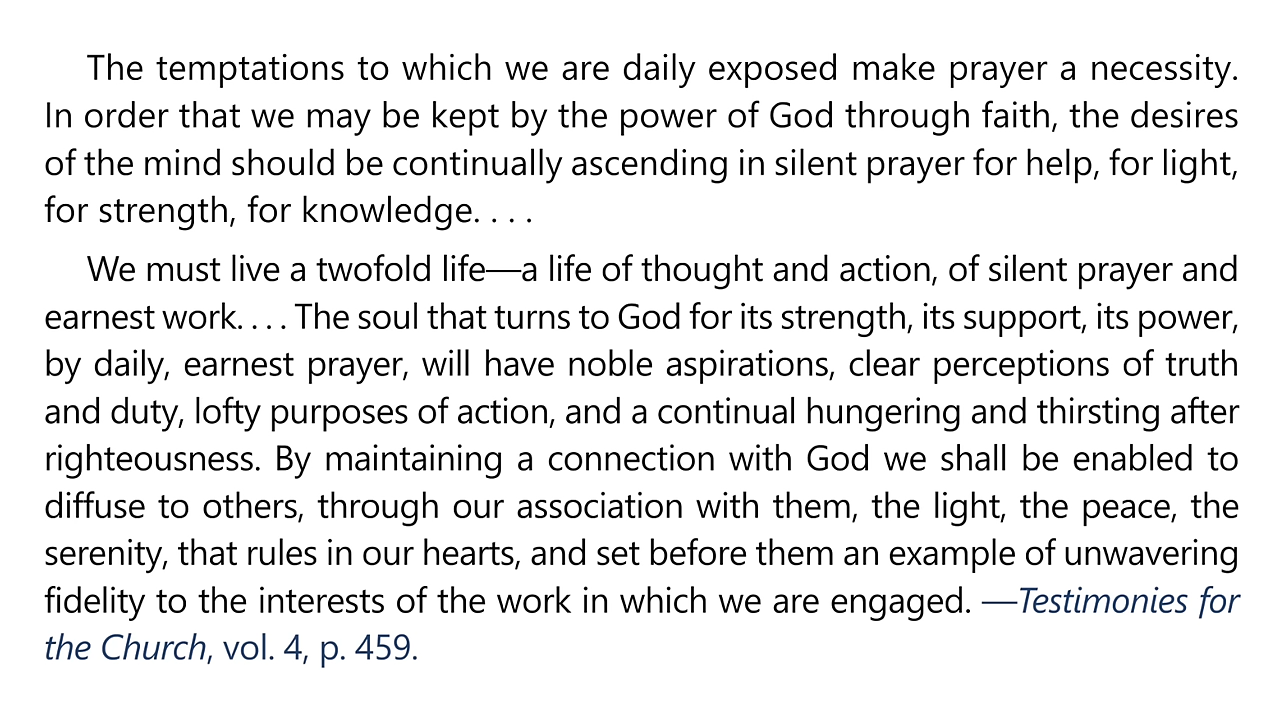 The temptations to which we are daily exposed make prayer a necessity.
In order that we may be kept by the power of God through faith, the desires
of the mind should be continually ascending in silent prayer for help, for light,
for strength, for knowledge. . . .
We must live a twofold life—a life of thought and action, of silent prayer and
earnest work. . . . The soul that turns to God for its strength, its support, its power,
by daily, earnest prayer, will have noble aspirations, clear perceptions of truth
and duty, lofty purposes of action, and a continual hungering and thirsting after
righteousness. By maintaining a connection with God we shall be enabled to
diffuse to others, through our association with them, the light, the peace, the
serenity, that rules in our hearts, and set before them an example of unwavering
fidelity to the interests of the work in which we are engaged. —Testimonies for
the Church, vol. 4, p. 459.